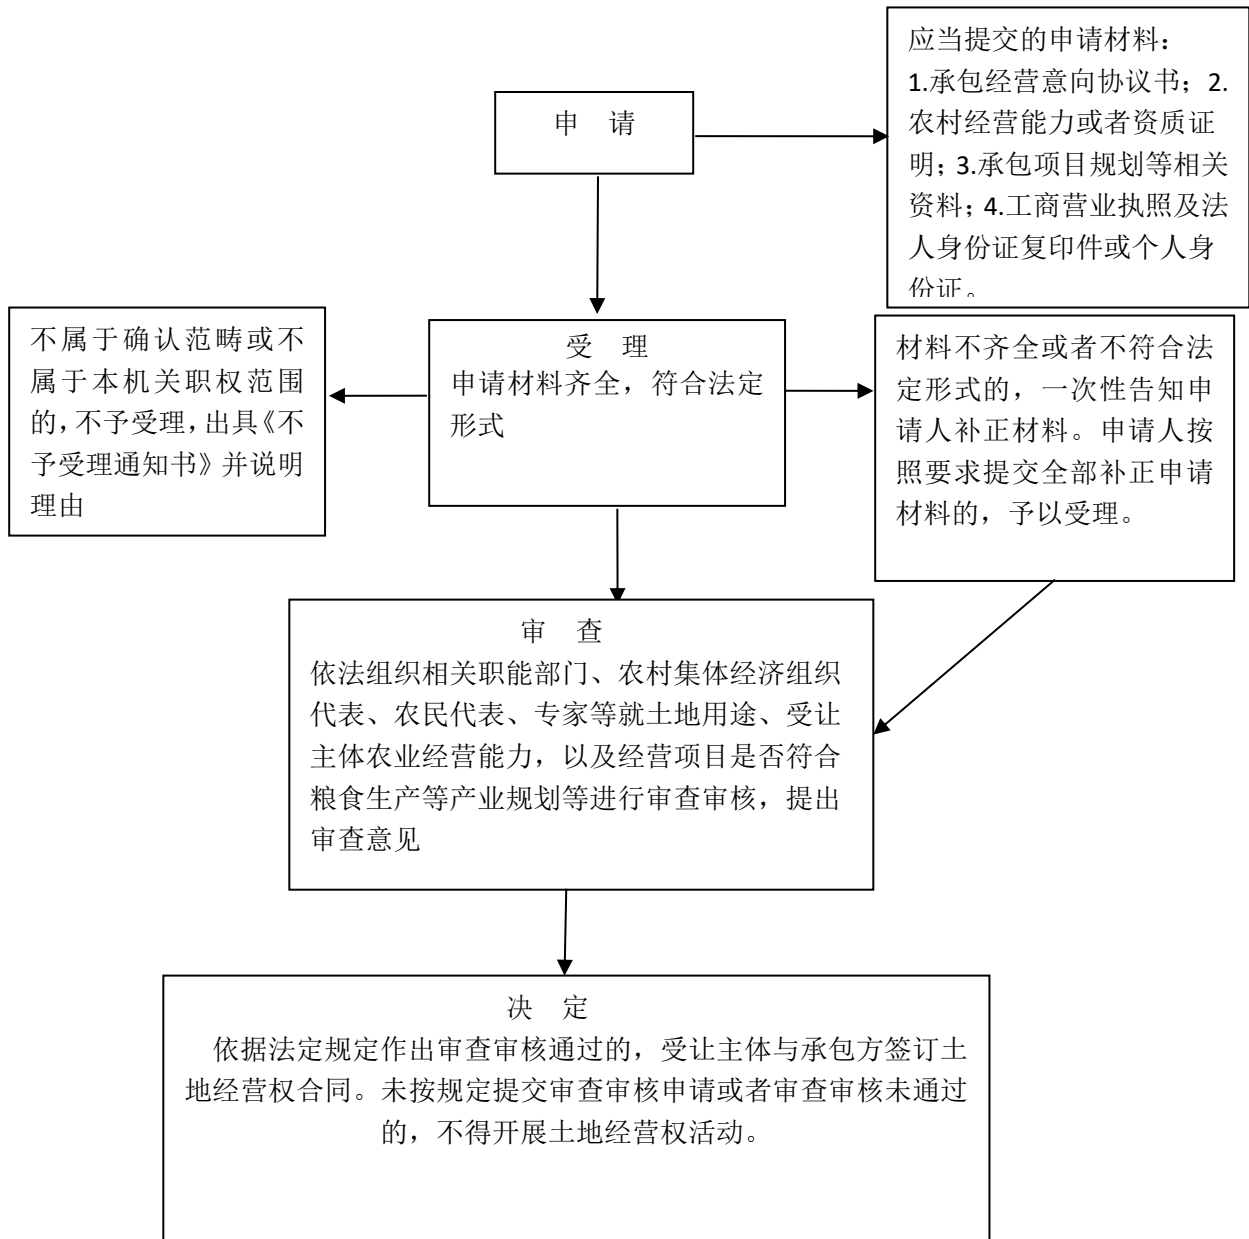 申 请
应当提交的申请材料：
1.承包经营意向协议书；2.
农村经营能力或者资质证
明；3.承包项目规划等相关
资料；4.工商营业执照及法
人身份证复印件或个人身
份证。
不属于确认范畴或不
属于本机关职权范围
的，不予受理，出具《不
予受理通知书》并说明
理由
受 理
申请材料齐全，符合法定
形式
材料不齐全或者不符合法
定形式的，一次性告知申
请人补正材料。申请人按
照要求提交全部补正申请
材料的，予以受理。
审 查
依法组织相关职能部门、农村集体经济组织
代表、农民代表、专家等就土地用途、受让
主体农业经营能力，以及经营项目是否符合
粮食生产等产业规划等进行审查审核，提出
审查意见
决 定
依据法定规定作出审查审核通过的，受让主体与承包方签订土
地经营权合同。未按规定提交审查审核申请或者审查审核未通过
的，不得开展土地经营权活动。